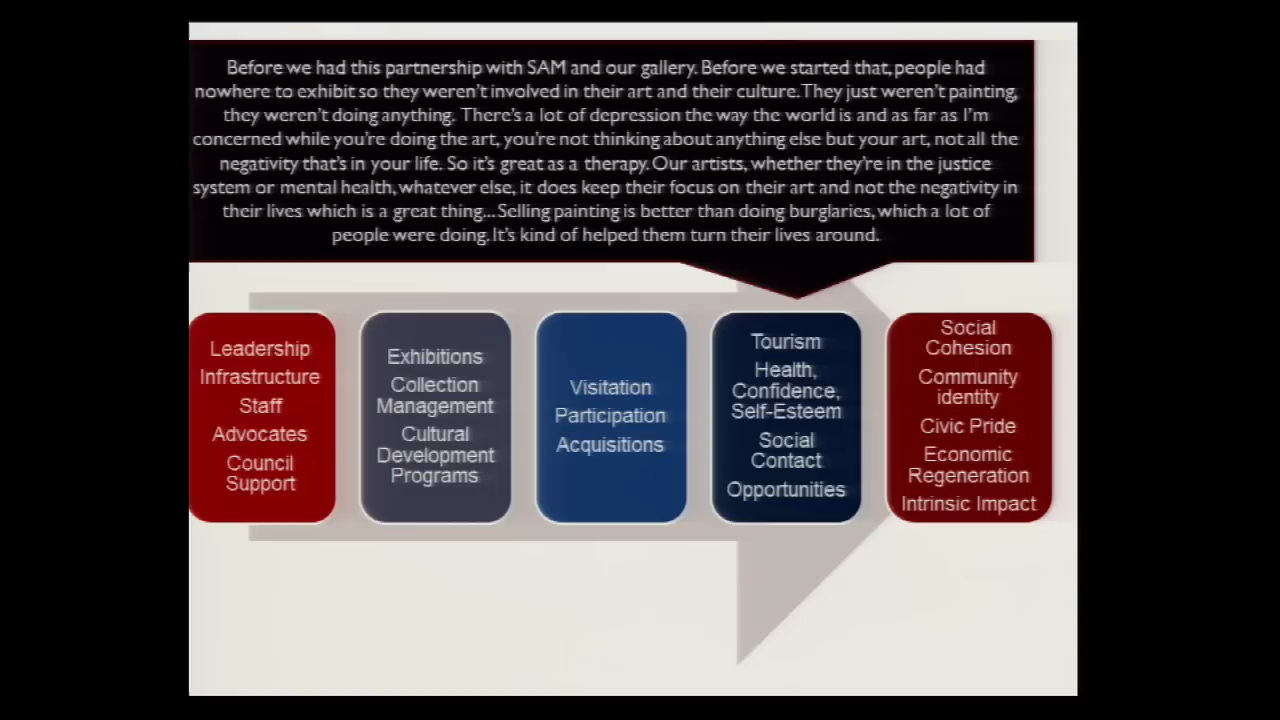 Before we had this partnership with SAM and our gallery. Before we started that, people had
nowhere to exhibit so they weren't involved in their art and their culture. They just weren't painting,
they weren't doing anything. There's a lot of depression the way the world is and as far as I'm
concerned while you're doing the art, you're not thinking about anything else but your art, not all the
negativity that's in your life. So it's great as a therapy. Our artists, whether they're in the justice
system or mental health, whatever else, it does keep their focus on their art and not the negativity in
their lives which is a great thing... Selling painting is better than doing burglaries, which a lot of
people were doing. It's kind of helped them turn their lives around.
Leadership
Infrastructure
Staff
Advocates
Council
Support
Exhibitions
Collection
Management
Cultural
Development
Programs
Visitation
Participation
Acquisitions
Tourism
Health,
Confidence,
Self-Esteem
Social
Contact
Opportunities
Social
Cohesion
Community
identity
Civic Pride
Economic
Regeneration
Intrinsic Impact